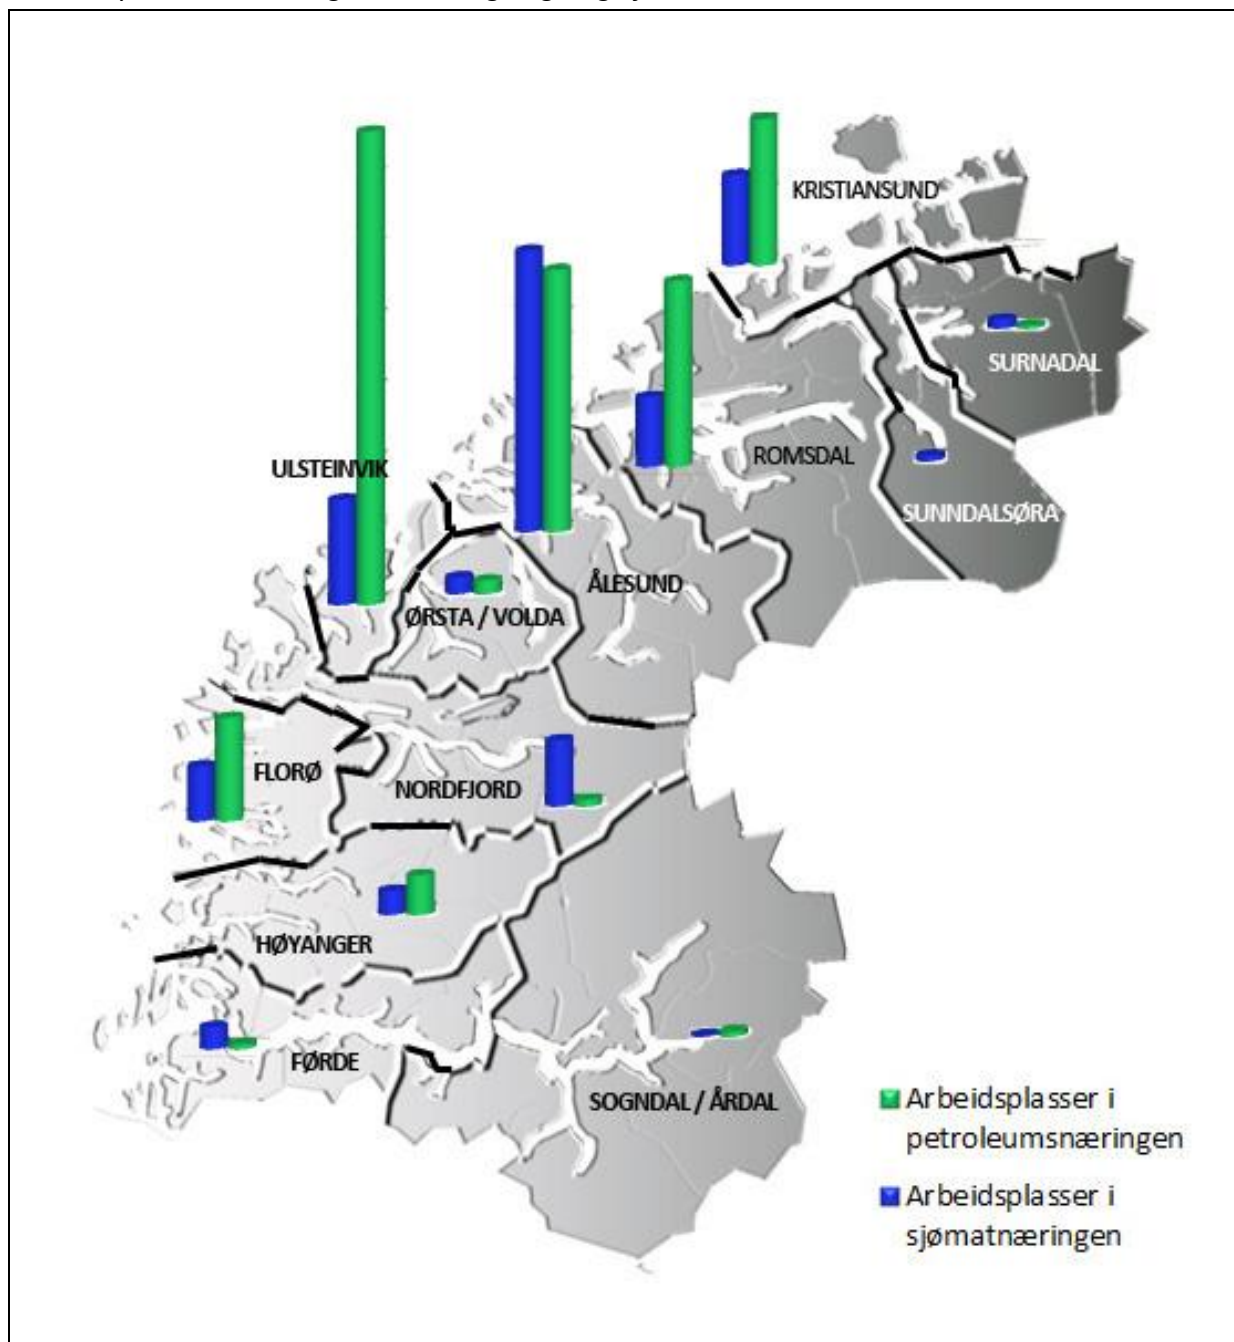 KRISTIANSUND
SURNADAL
ROMSDAL
ULSTEINVIK
SUNNDALSØRA
ÅLESUND
ØRSTA / VOLDA
FLORØ
NORDFJORD
HØYANGER
FØRDE
SOGNDAL / ÅRDAL
Arbeidsplasser i
petroleumsnæringen
Arbeidsplasser i
sjømatnæringen